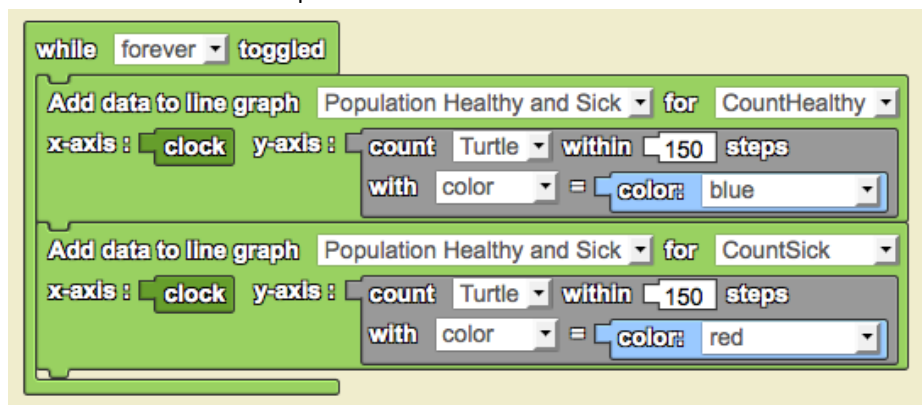 while forever toggled
Add data to line graph Population Healthy and Sick for CountHealthy
x-axis : clock y-axis : count Turtle within 150 steps
with color = color: blue
Add data to line graph Population Healthy and Sick for CountSick
x-axis : clock y-axis : count Turtle within 150 steps
with color = color: red